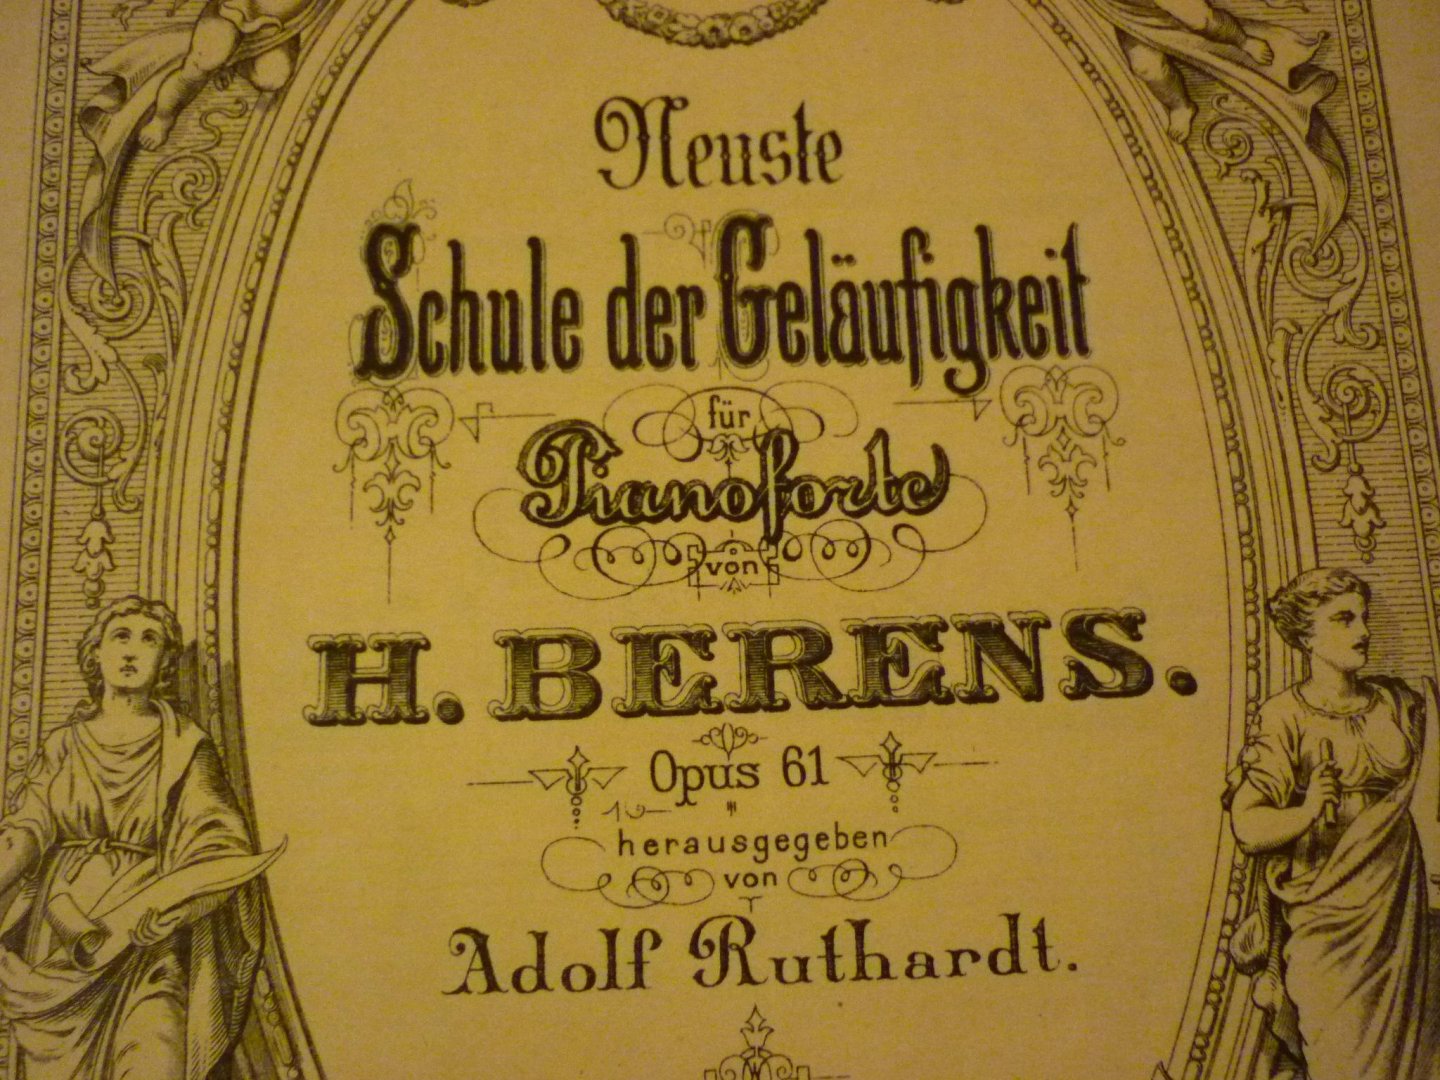 Neuste
Schule der Geläufigkeit
für
Pianoforte
von
H. BERENS.
Opus 61
herausgegeben
von
Adolf Ruthardt.